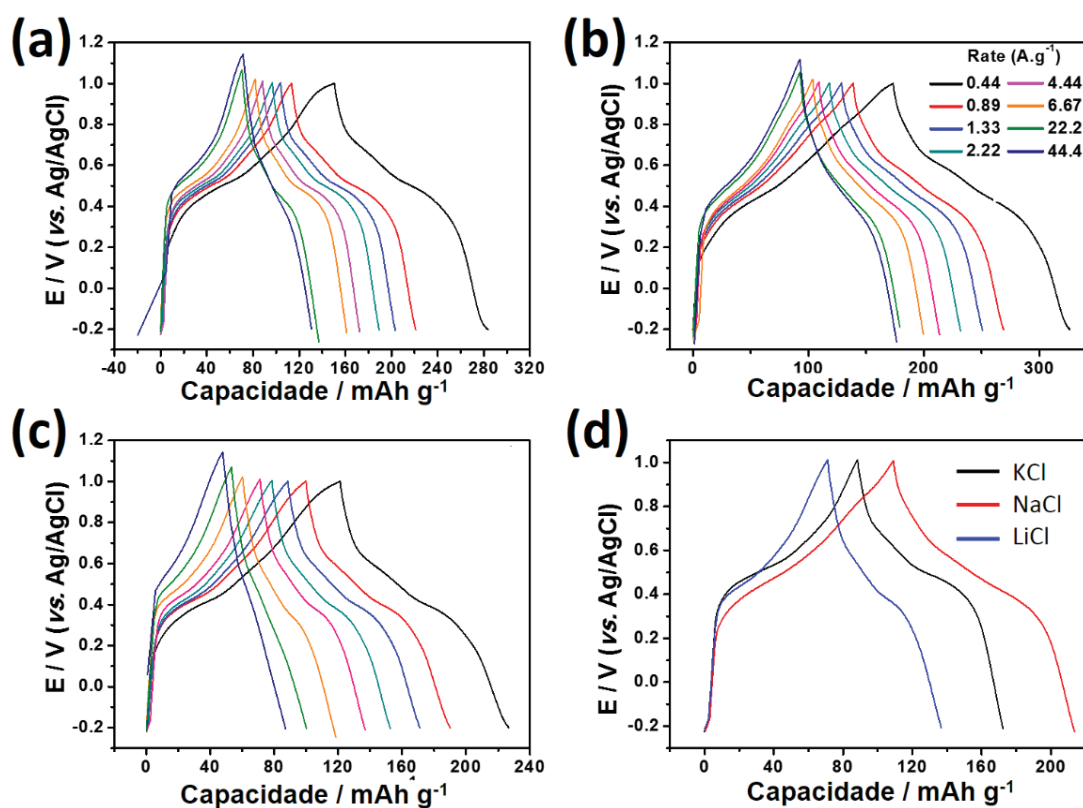 (a)
E / V (vs. Ag/AgCl)
1.2
1.0
0.8
0.6
0.4
0.2
0.0
-0.2
-40 0 40 80 120 160 200 240 280
Capacidade / mAh g-1
(b)
E / V (vs. Ag/AgCl)
1.2
1.0
0.8
0.6
0.4
0.2
0.0
-0.2
Rate (A.g-1)
0.44 4.44
0.89 6.67
1.33 22.2
2.22 44.4
0 100 200 300
Capacidade / mAh g-1
(c)
E / V (vs. Ag/AgCl)
1.2
1.0
0.8
0.6
0.4
0.2
0.0
-0.2
0 40 80 120 160 200 240
Capacidade / mAh g-1
(d)
E / V (vs. Ag/AgCl)
1.0
0.8
0.6
0.4
0.2
0.0
-0.2
KCl
NaCl
LiCl
0 40 80 120 160 200
Capacidade / mAh g-1